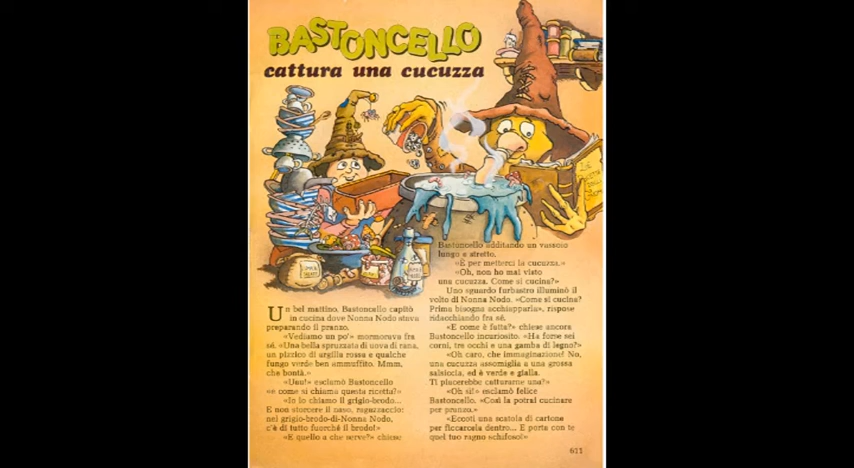 BASTONCELLO
cattura una cucuzza
Un bel mattino, Bastoncello capitò
in cucina dove Nonna Nodo stava
preparando il pranzo.
«Vediamo un po'» mormorava fra
sé. «Una bella spruzzata di uova di rana,
un pizzico di argilla rossa e qualche
fungo verde ben ammuffito. Mmm,
che bontà.»
«Uau!» esclamò Bastoncello
«e come si chiama questa ricetta?»
«Io lo chiamo il grigio-brodo...
E non storcere il naso, ragazzaccio:
nel grigio-brodo-di-Nonna Nodo,
c'è di tutto fuorché il brodo!»
«E quello a che serve?» chiese
Bastoncello additando un vassoio
lungo e stretto.
«È per metterci la cucuzza.»
«Oh, non ho mai visto
una cucuzza. Come si cucina?»
Uno sguardo furbastro illuminò il
volto di Nonna Nodo. «Come si cucina?
Prima bisogna acchiapparla», rispose
ridacchiando fra sé.
«E come è fatta?» chiese ancora
Bastoncello incuriosito. «Ha forse sei
corni, tre occhi e una gamba di legno?»
«Oh caro, che immaginazione! No,
una cucuzza assomiglia a una grossa
salsiccia, ed è verde e gialla.
Ti piacerebbe catturarne una?»
«Oh sì!» esclamò felice
Bastoncello. «Così la potrai cucinare
per pranzo.»
«Eccoti una scatola di cartone
per ficcarcela dentro... E porta con te
quel tuo ragno schifoso!»
611